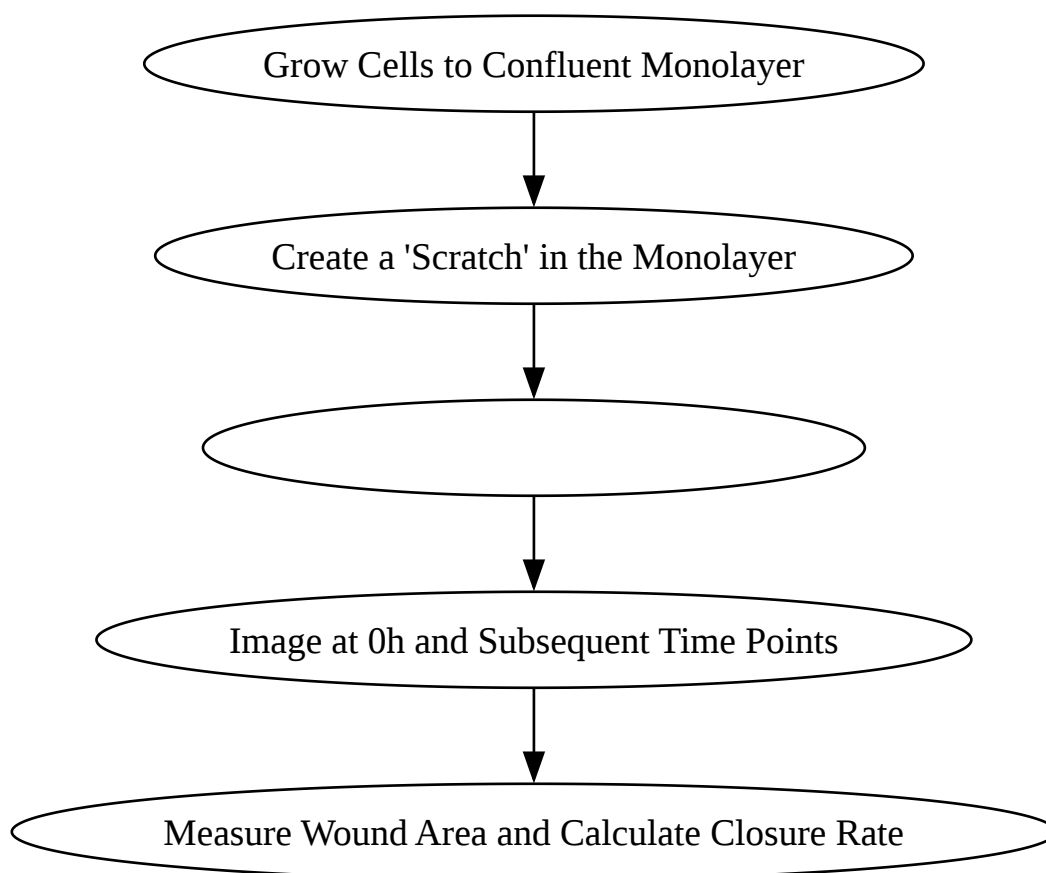 Grow Cells to Confluent Monolayer
Create a 'Scratch' in the Monolayer
Image at 0h and Subsequent Time Points
Measure Wound Area and Calculate Closure Rate